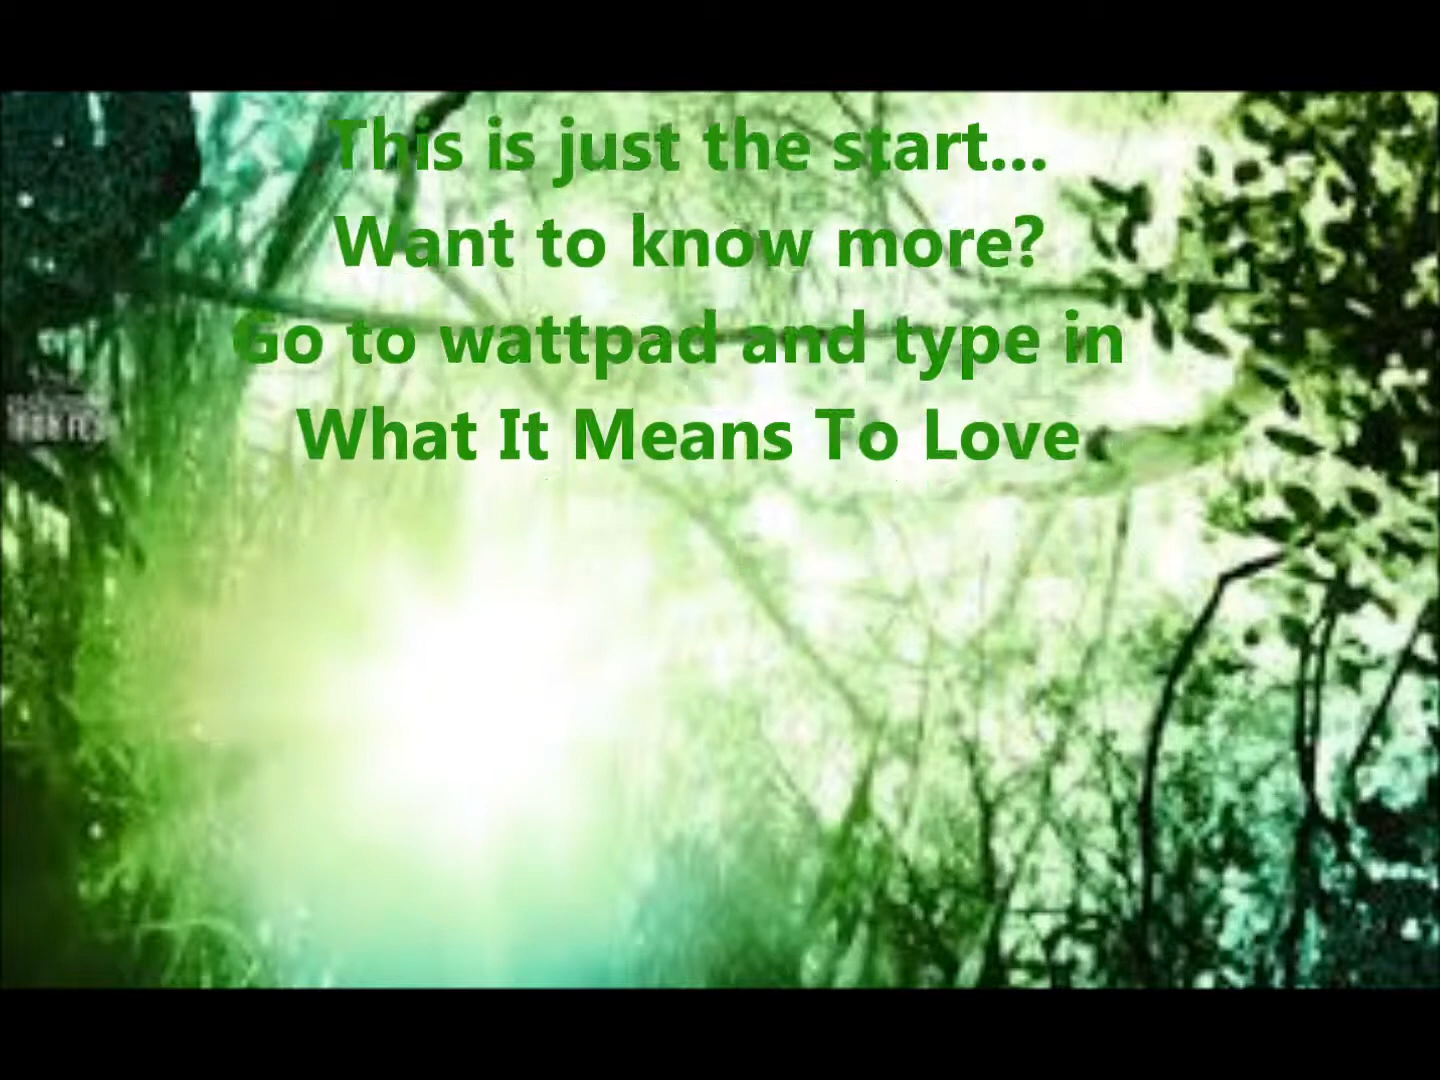 This is just the start...
Want to know more?
Go to wattpad and type in
What It Means To Love